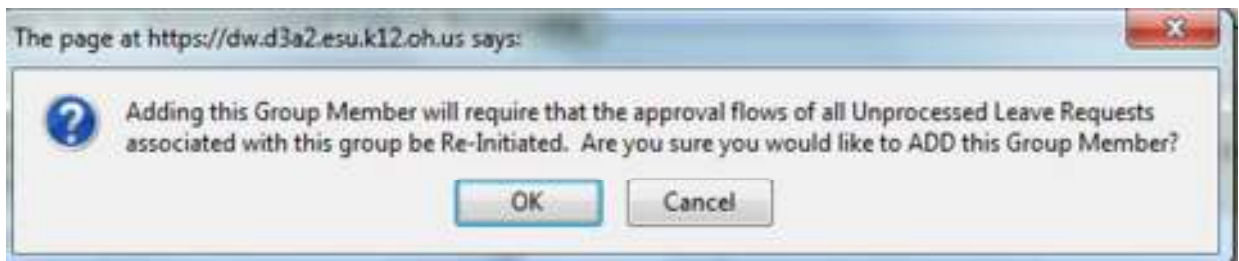 The page at https://dw.d3a2.esu.k12.oh.us says:
Adding this Group Member will require that the approval flows of all Unprocessed Leave Requests
associated with this group be Re-Initiated.  Are you sure you would like to ADD this Group Member?
OK
Cancel